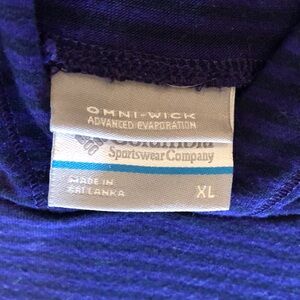 OMNI-WICK
ADVANCED EVAPORATION
Columbia
Sportswear Company
MADE IN
SRI LANKA
XL